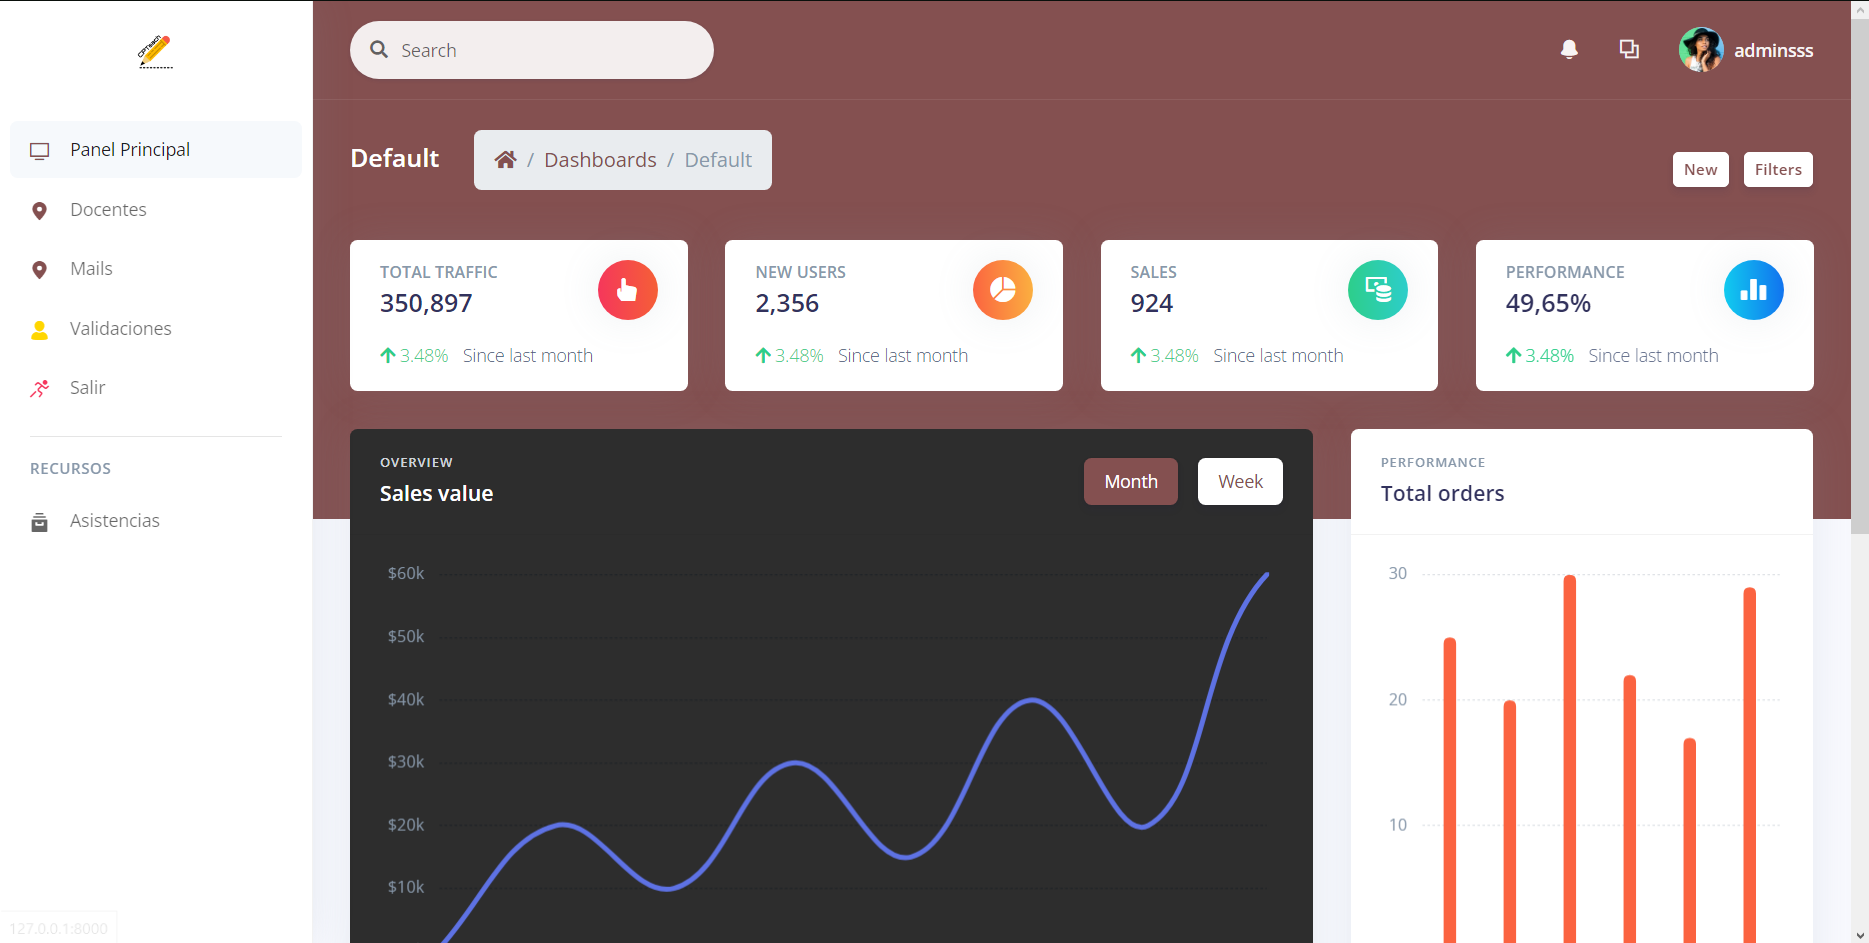 CIPTeach
Search
adminsss
Panel Principal
Docentes
Mails
Validaciones
Salir
RECURSOS
Asistencias
Default
/ Dashboards / Default
New
Filters
TOTAL TRAFFIC
350,897
3.48% Since last month
NEW USERS
2,356
3.48% Since last month
SALES
924
3.48% Since last month
PERFORMANCE
49,65%
3.48% Since last month
OVERVIEW
Sales value
Month
Week
$60k
$50k
$40k
$30k
$20k
$10k
PERFORMANCE
Total orders
30
20
10
127.0.0.1:8000